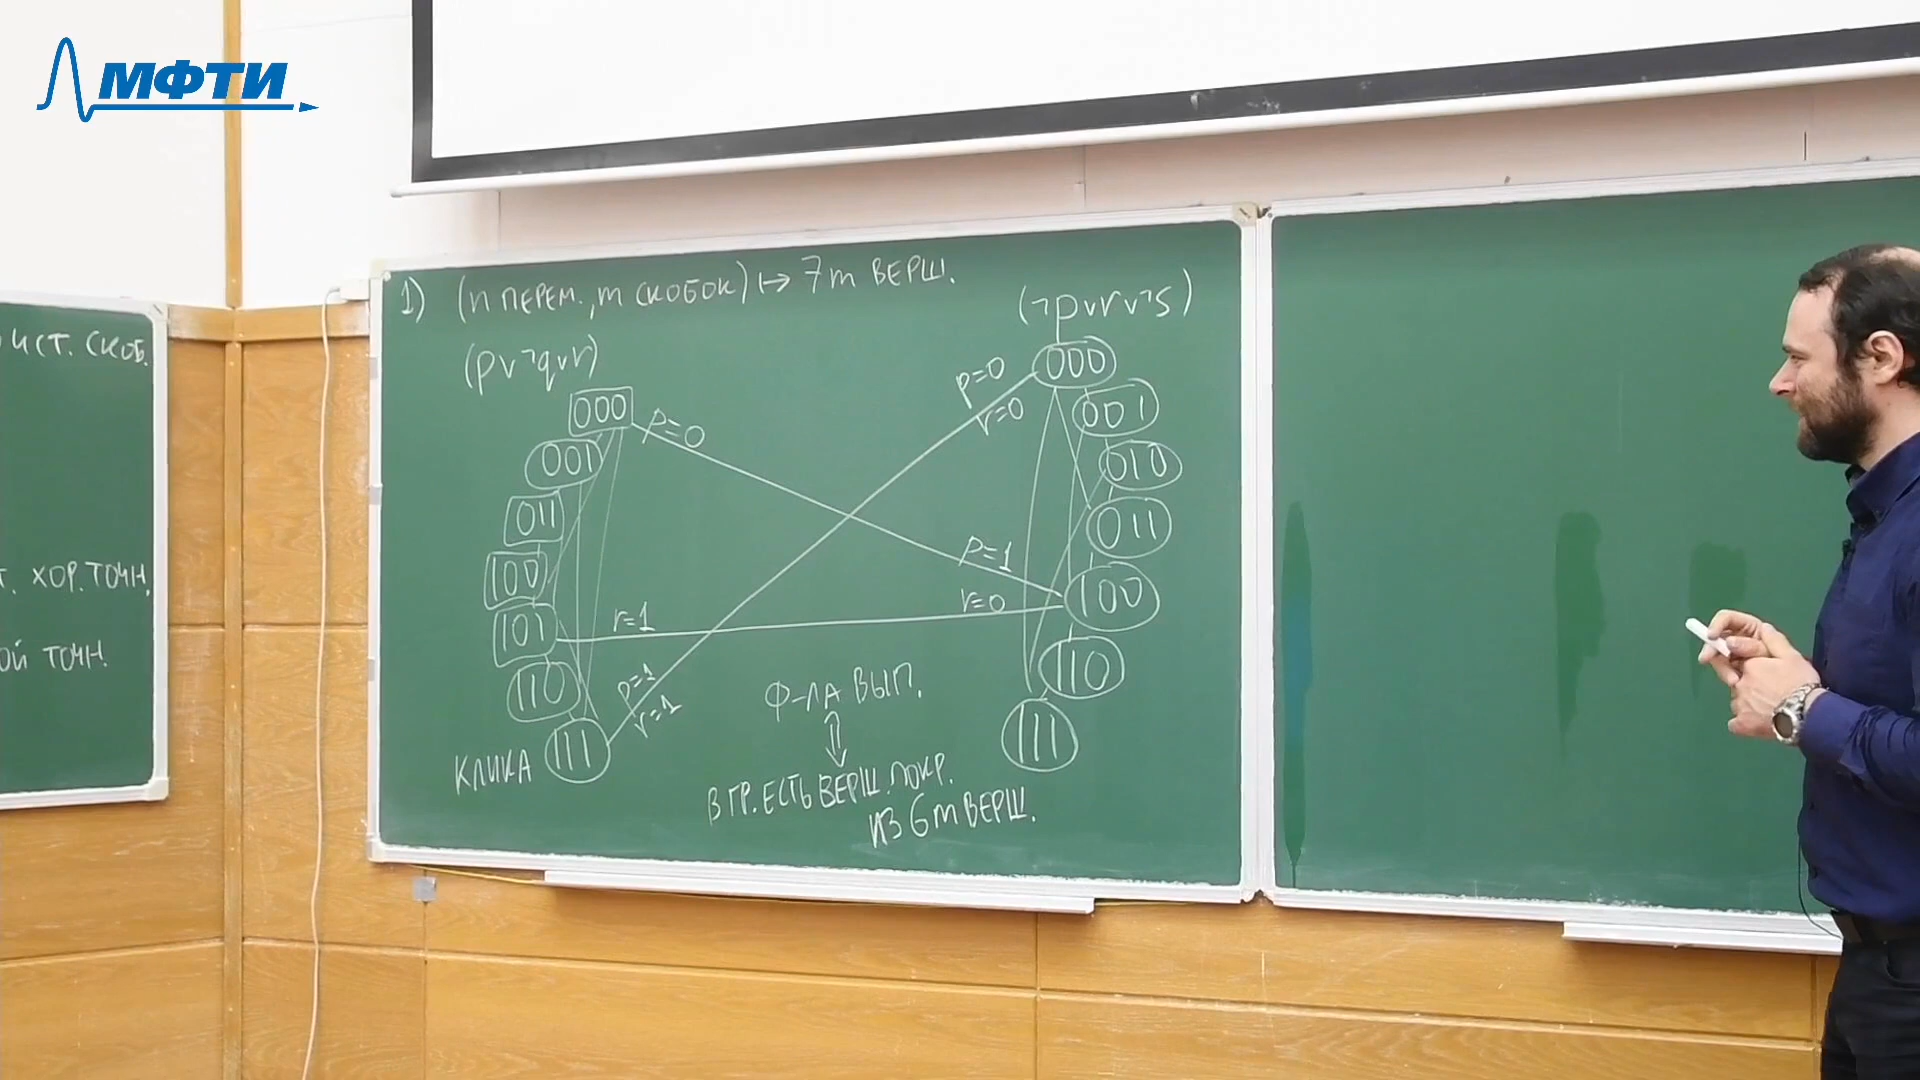 МФТИ
ИСТ. СКОБ.
Т. ХОР. ТОЧН.
ОЙ ТОЧН.
1) (n ПЕРЕМ., m СКОБОК) ↦ 7m ВЕРШ.
(p∨¬q∨r)
000
001
011
100
101
110
111
КЛИКА
p=0
r=1
p=1
r=1
(¬p∨r∨¬s)
000
001
010
011
100
110
111
p=0
r=0
p=1
r=0
Ф-ЛА ВЫП.
⇕
В ГР. ЕСТЬ ВЕРШ. ПОКР.
ИЗ 6m ВЕРШ.